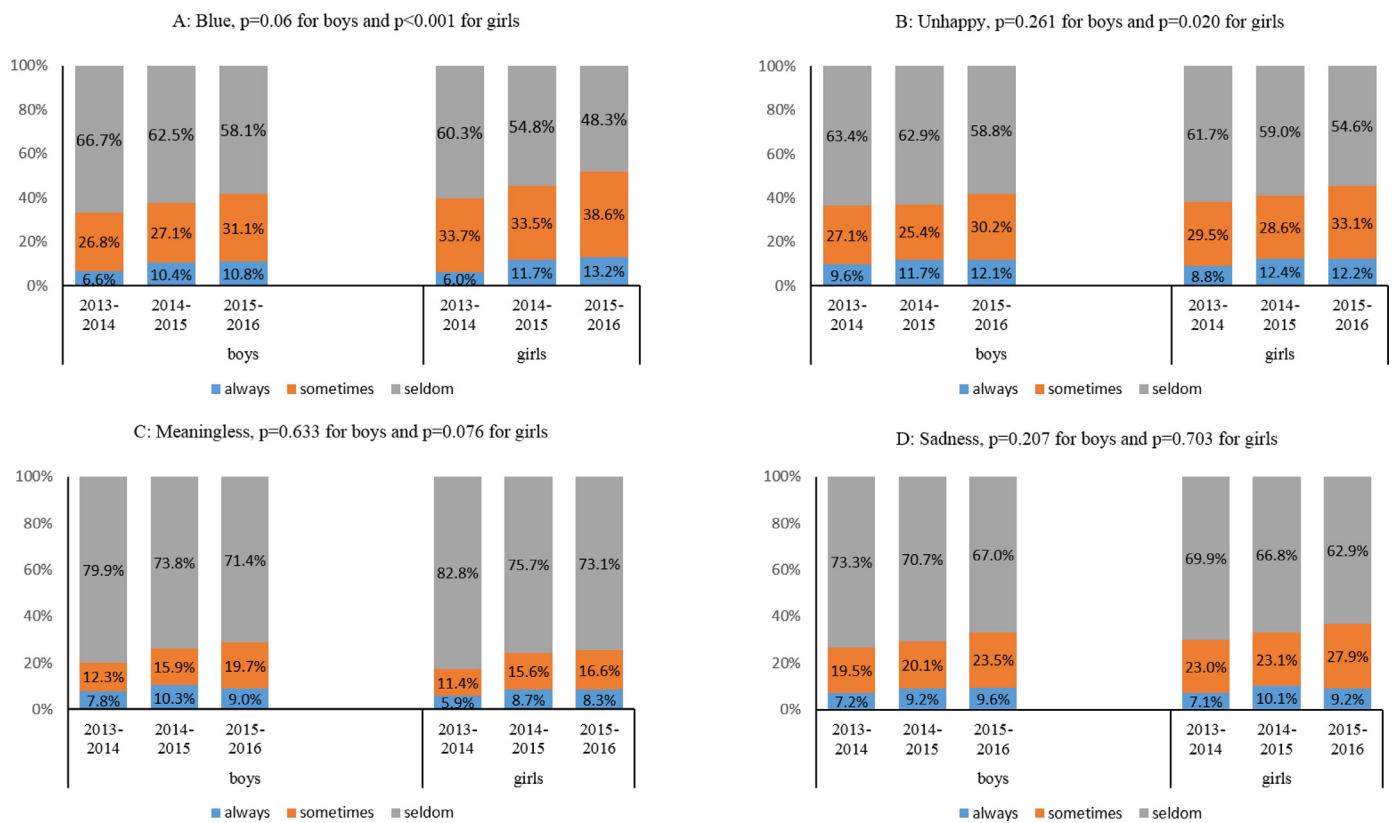 A: Blue, p=0.06 for boys and p<0.001 for girls
100%
80%
60%
40%
20%
0%
66.7% 62.5% 58.1% 60.3% 54.8% 48.3%
26.8% 27.1% 31.1% 33.7% 33.5% 38.6%
6.6% 10.4% 10.8% 6.0% 11.7% 13.2%
2013- 2014- 2015- 2013- 2014- 2015-
2014 2015 2016 2014 2015 2016
boys girls
always sometimes seldom
B: Unhappy, p=0.261 for boys and p=0.020 for girls
100%
80%
60%
40%
20%
0%
63.4% 62.9% 58.8% 61.7% 59.0% 54.6%
27.1% 25.4% 30.2% 29.5% 28.6% 33.1%
9.6% 11.7% 12.1% 8.8% 12.4% 12.2%
2013- 2014- 2015- 2013- 2014- 2015-
2014 2015 2016 2014 2015 2016
boys girls
always sometimes seldom
C: Meaningless, p=0.633 for boys and p=0.076 for girls
100%
80%
60%
40%
20%
0%
79.9% 73.8% 71.4% 82.8% 75.7% 73.1%
12.3% 15.9% 19.7% 11.4% 15.6% 16.6%
7.8% 10.3% 9.0% 5.9% 8.7% 8.3%
2013- 2014- 2015- 2013- 2014- 2015-
2014 2015 2016 2014 2015 2016
boys girls
always sometimes seldom
D: Sadness, p=0.207 for boys and p=0.703 for girls
100%
80%
60%
40%
20%
0%
73.3% 70.7% 67.0% 69.9% 66.8% 62.9%
19.5% 20.1% 23.5% 23.0% 23.1% 27.9%
7.2% 9.2% 9.6% 7.1% 10.1% 9.2%
2013- 2014- 2015- 2013- 2014- 2015-
2014 2015 2016 2014 2015 2016
boys girls
always sometimes seldom